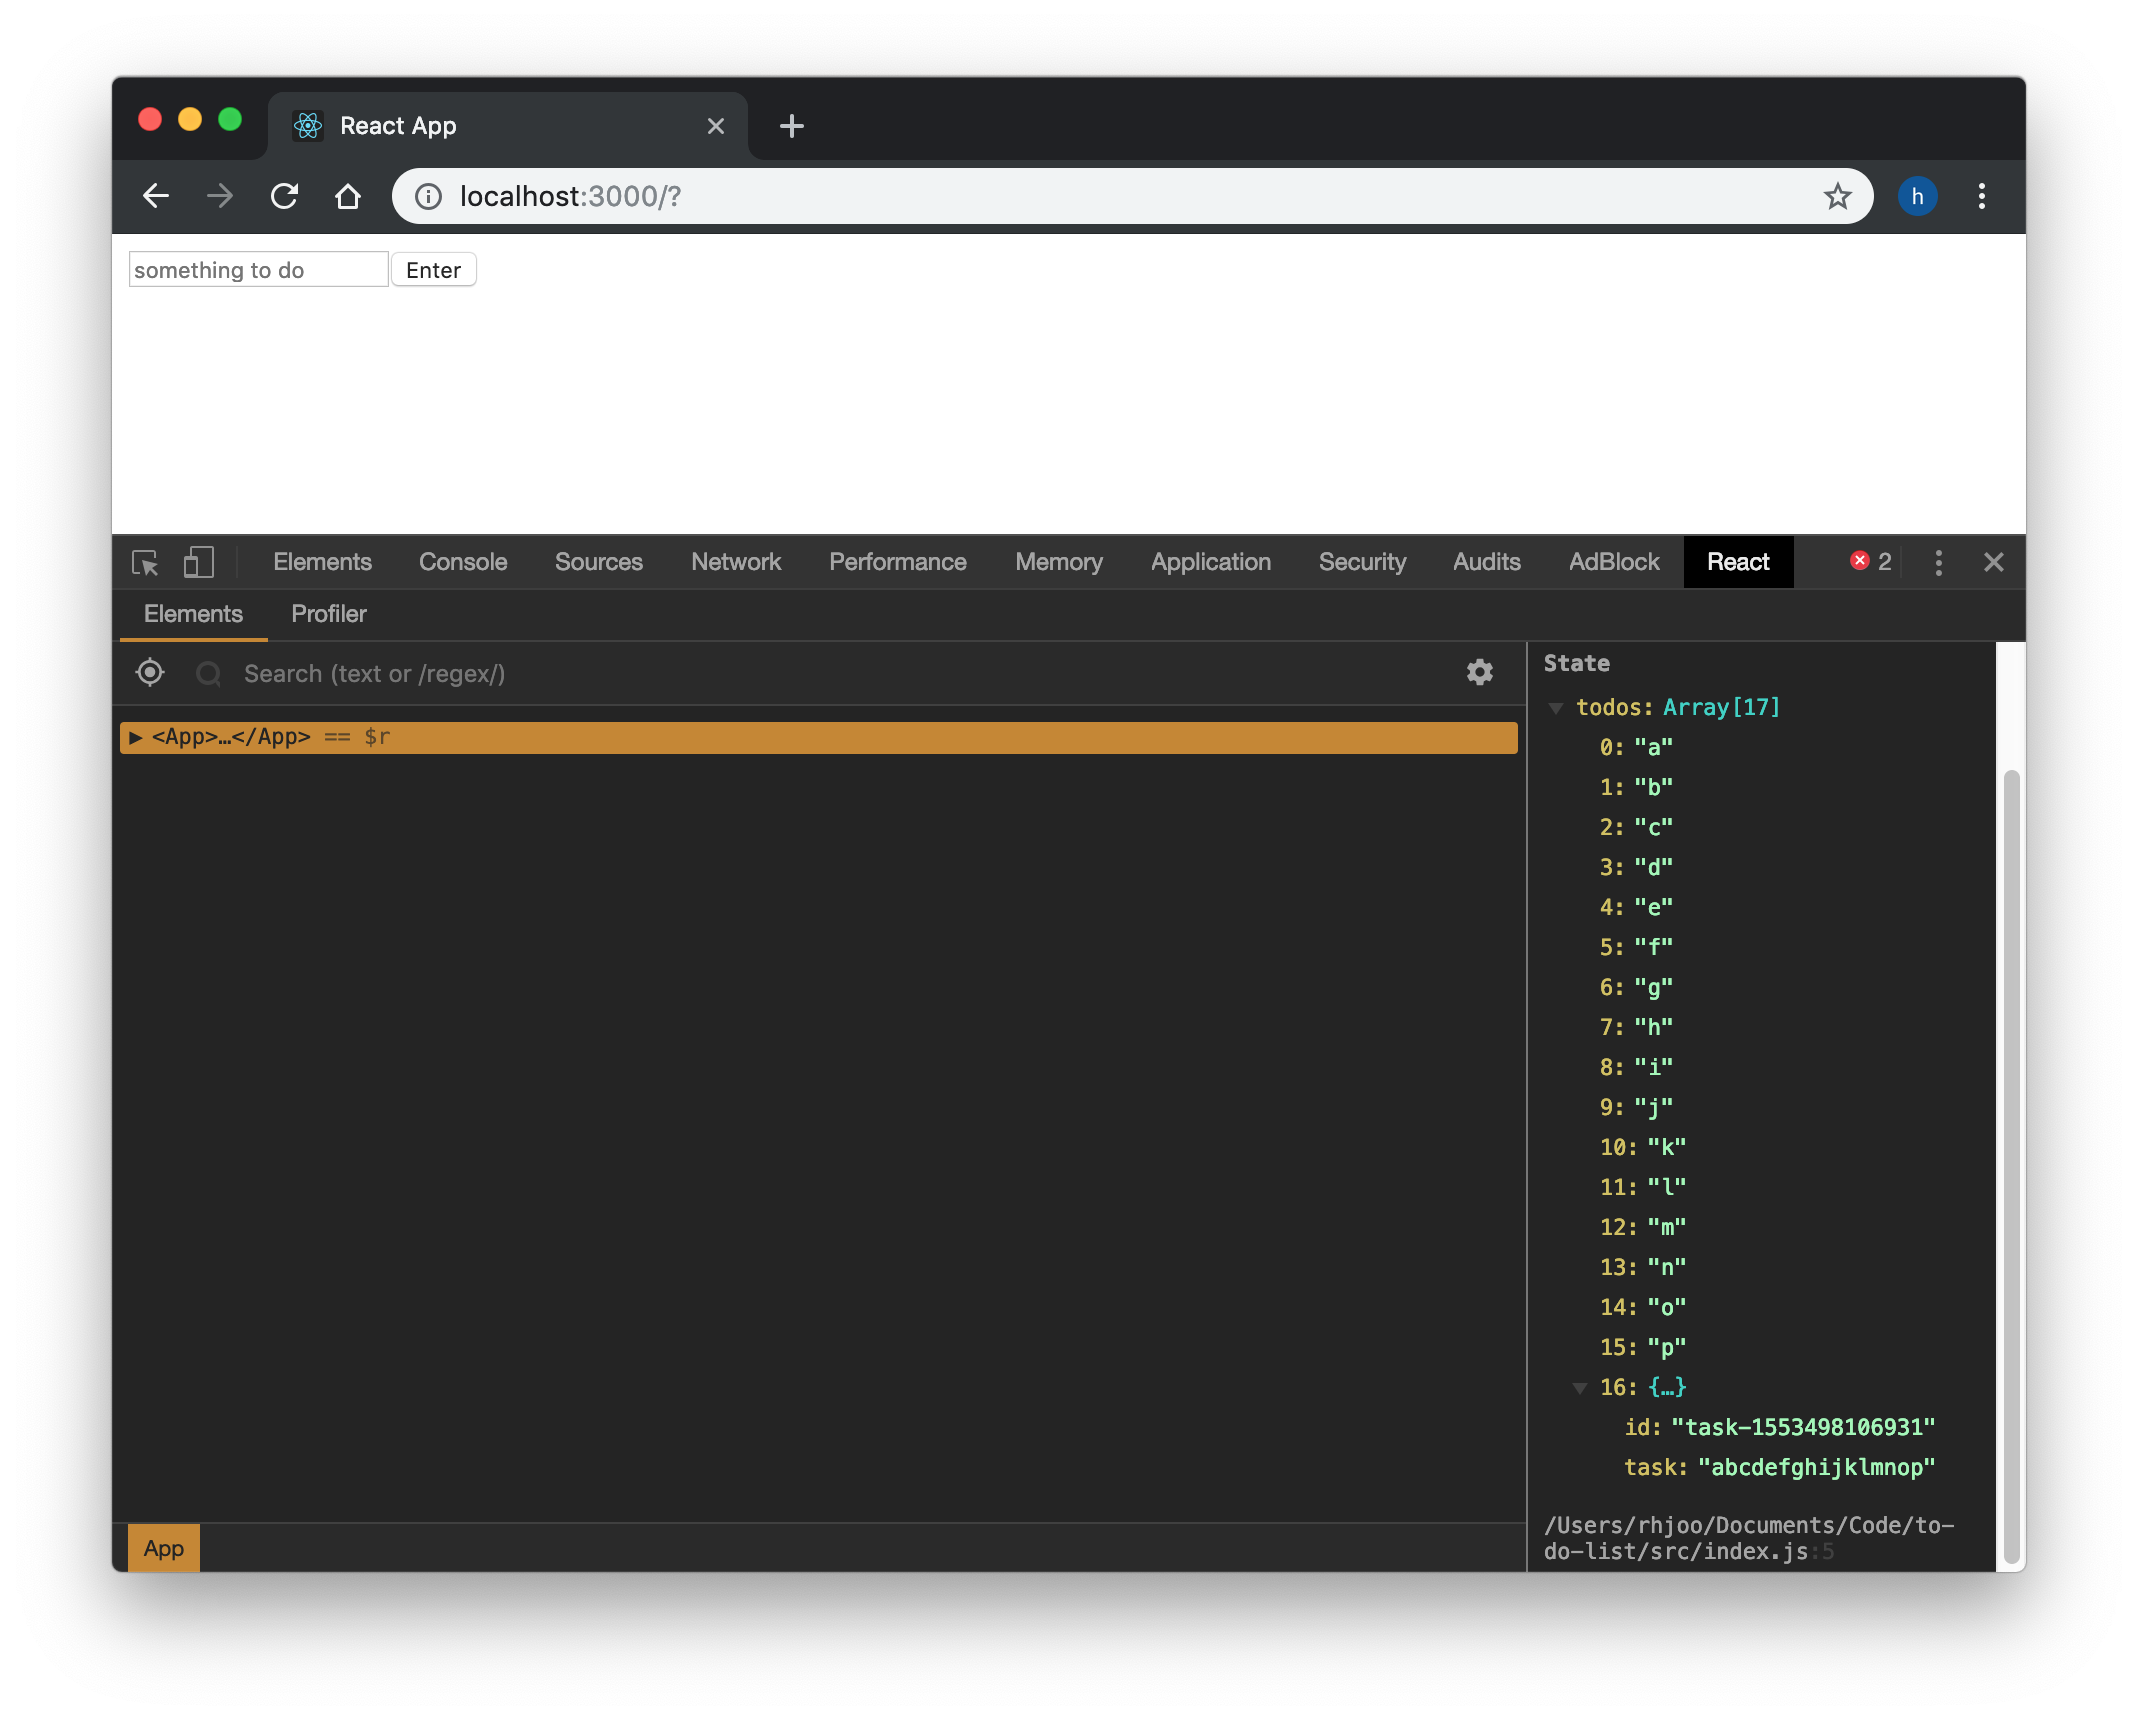 React App
localhost:3000/?
h
something to do Enter
Elements Console Sources Network Performance Memory Application Security Audits AdBlock React 2
Elements Profiler
Search (text or /regex/)
▶ <App>…</App> == $r
App
State
todos: Array[17]
0: "a"
1: "b"
2: "c"
3: "d"
4: "e"
5: "f"
6: "g"
7: "h"
8: "i"
9: "j"
10: "k"
11: "l"
12: "m"
13: "n"
14: "o"
15: "p"
16: {…}
id: "task-1553498106931"
task: "abcdefghijklmnop"
/Users/rhjoo/Documents/Code/to-
do-list/src/index.js:5